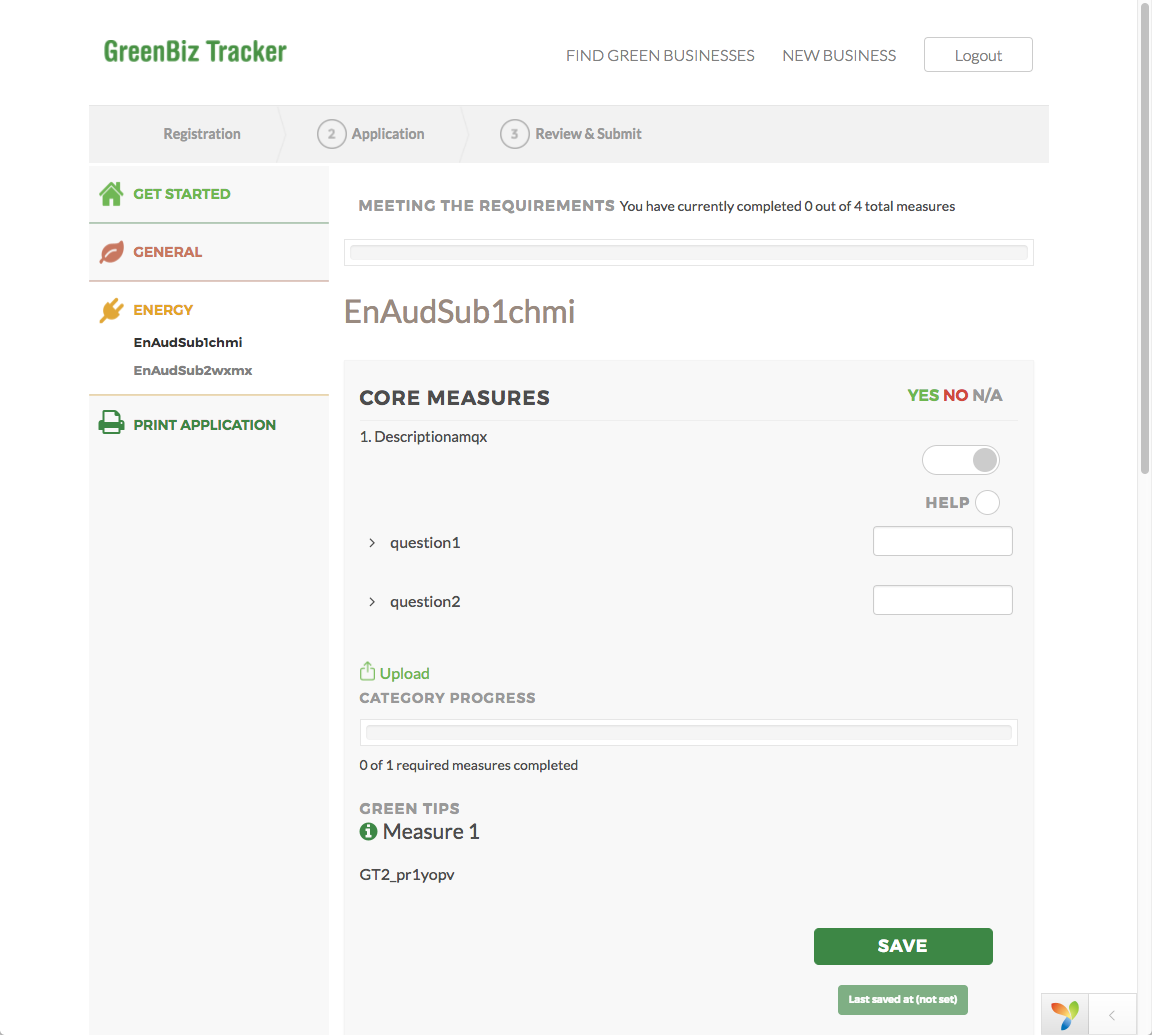 GreenBiz Tracker
FIND GREEN BUSINESSES NEW BUSINESS Logout
Registration 2 Application 3 Review & Submit
GET STARTED
GENERAL
ENERGY
EnAudSub1chmi
EnAudSub2wxmx
PRINT APPLICATION
MEETING THE REQUIREMENTS You have currently completed 0 out of 4 total measures
EnAudSub1chmi
CORE MEASURES YES NO N/A
1. Descriptionamqx
HELP
question1
question2
Upload
CATEGORY PROGRESS
0 of 1 required measures completed
GREEN TIPS
Measure 1
GT2_pr1yopv
SAVE
Last saved at (not set)